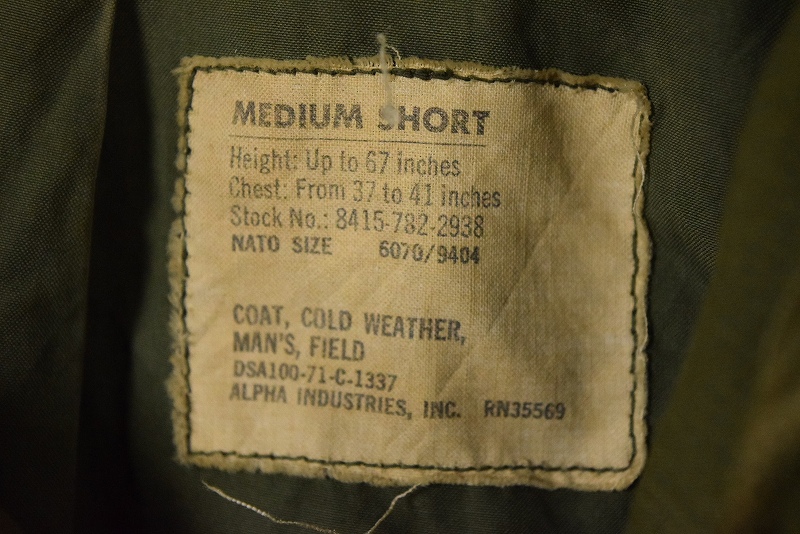 MEDIUM SHORT
Height: Up to 67 inches
Chest: From 37 to 41 inches
Stock No.: 8415-782-2938
NATO SIZE 6070/9404
COAT, COLD WEATHER,
MAN'S, FIELD
DSA100-71-C-1337
ALPHA INDUSTRIES, INC. RN35569